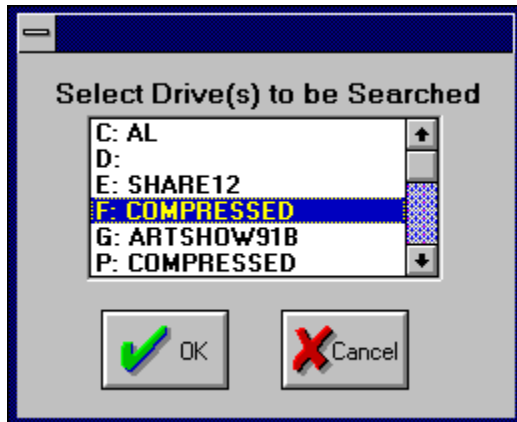 Select Drive(s) to be Searched
C: AL
D:
E: SHARE12
F: COMPRESSED
G: ARTSHOW91B
P: COMPRESSED
OK
Cancel